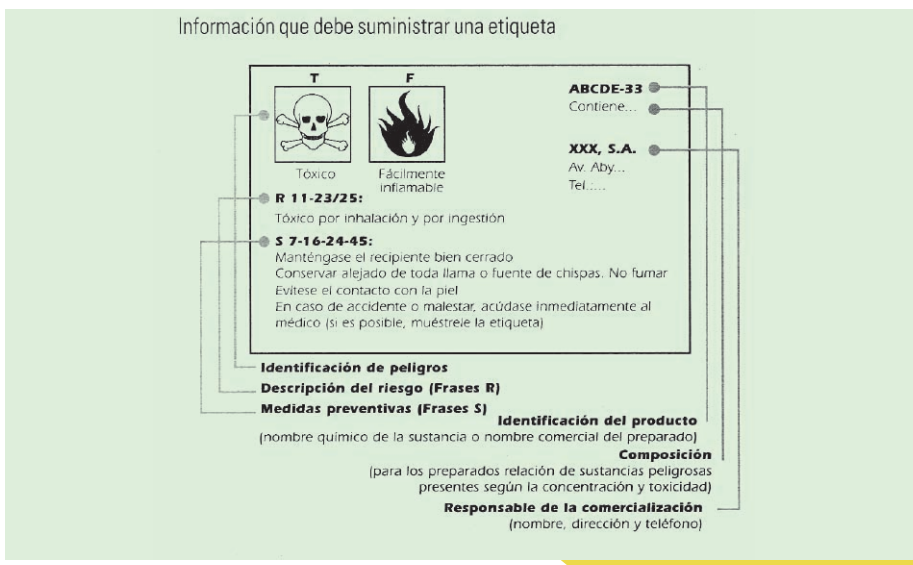 Información que debe suministrar una etiqueta
T
F
Tóxico
Fácilmente
inflamable
ABCDE-33
Contiene...
XXX, S.A.
Av. Aby...
Tel.:...
R 11-23/25:
Tóxico por inhalación y por ingestión
S 7-16-24-45:
Manténgase el recipiente bien cerrado
Conservar alejado de toda llama o fuente de chispas. No fumar
Evítese el contacto con la piel
En caso de accidente o malestar, acúdase inmediatamente al
médico (si es posible, muéstrele la etiqueta)
Identificación de peligros
Descripción del riesgo (Frases R)
Medidas preventivas (Frases S)
Identificación del producto
(nombre químico de la sustancia o nombre comercial del preparado)
Composición
(para los preparados relación de sustancias peligrosas
presentes según la concentración y toxicidad)
Responsable de la comercialización
(nombre, dirección y teléfono)